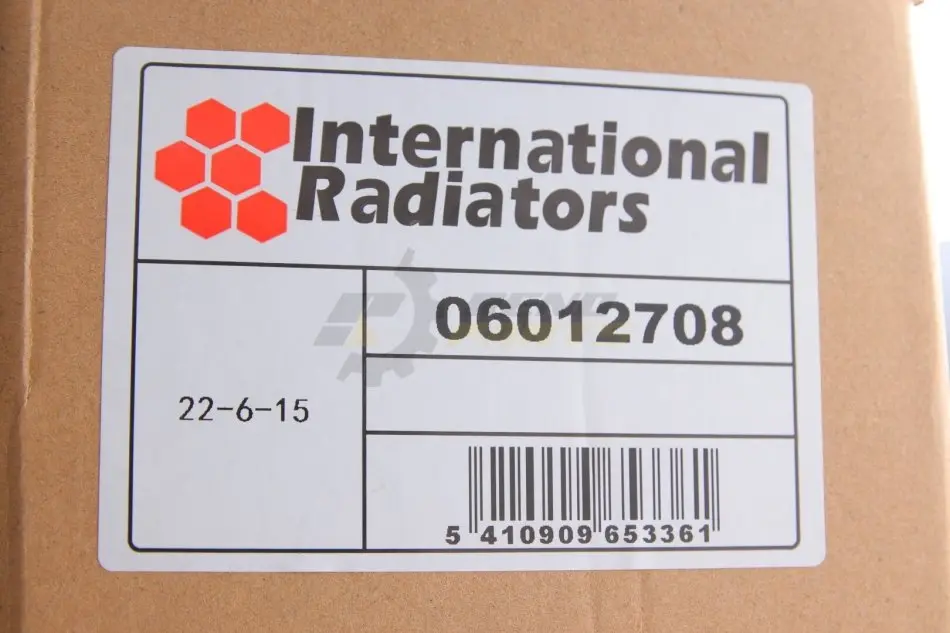 International
Radiators
06012708
22-6-15
5 410909 653361